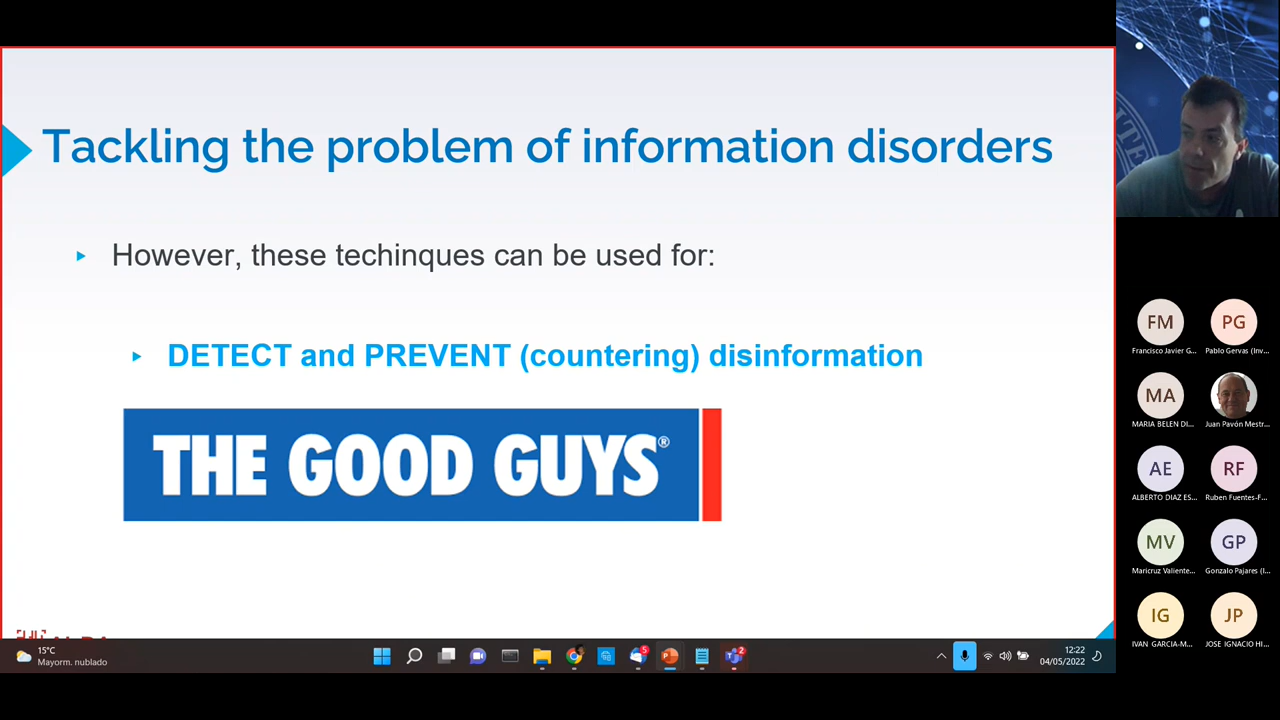 Tackling the problem of information disorders
However, these techinques can be used for:
DETECT and PREVENT (countering) disinformation
THE GOOD GUYS®
FM
PG
Francisco Javier G...
Pablo Gervas (Inv...
MA
MARIA BELEN DI...
Juan Pavón Mestr...
AE
RF
ALBERTO DIAZ ES...
Ruben Fuentes-F...
MV
GP
Maricruz Valiente...
Gonzalo Pajares (I...
IG
JP
IVAN GARCIA-M...
JOSE IGNACIO HI...
15°C
Mayorm. nublado
5
2
12:22
04/05/2022